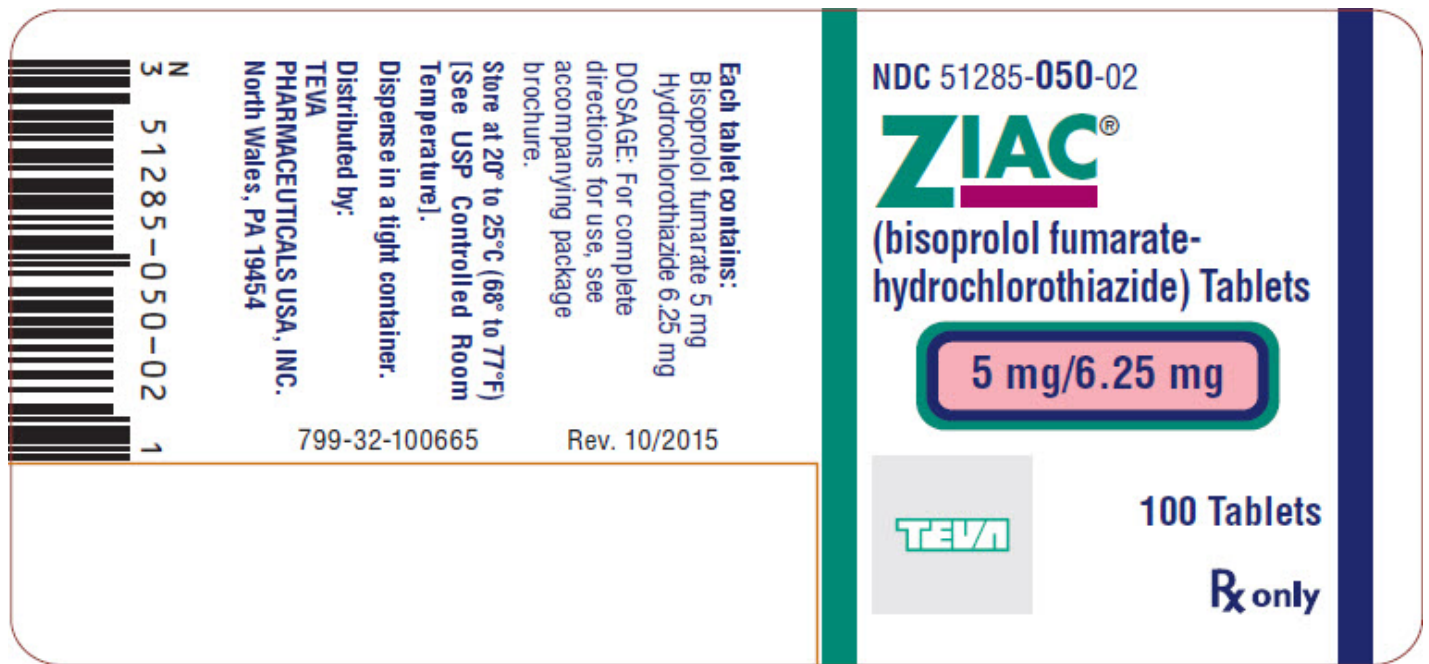 N
3 51285-050-02 1
Each tablet contains:
Bisoprolol fumarate 5 mg
Hydrochlorothiazide 6.25 mg
DOSAGE: For complete
directions for use, see
accompanying package
brochure.
Store at 20° to 25°C (68° to 77°F)
[See USP Controlled Room
Temperature].
Dispense in a tight container.
Distributed by:
TEVA
PHARMACEUTICALS USA, INC.
North Wales, PA 19454
799-32-100665 Rev. 10/2015
NDC 51285-050-02
ZIAC®
(bisoprolol fumarate-
hydrochlorothiazide) Tablets
5 mg/6.25 mg
TEVA
100 Tablets
Rx only